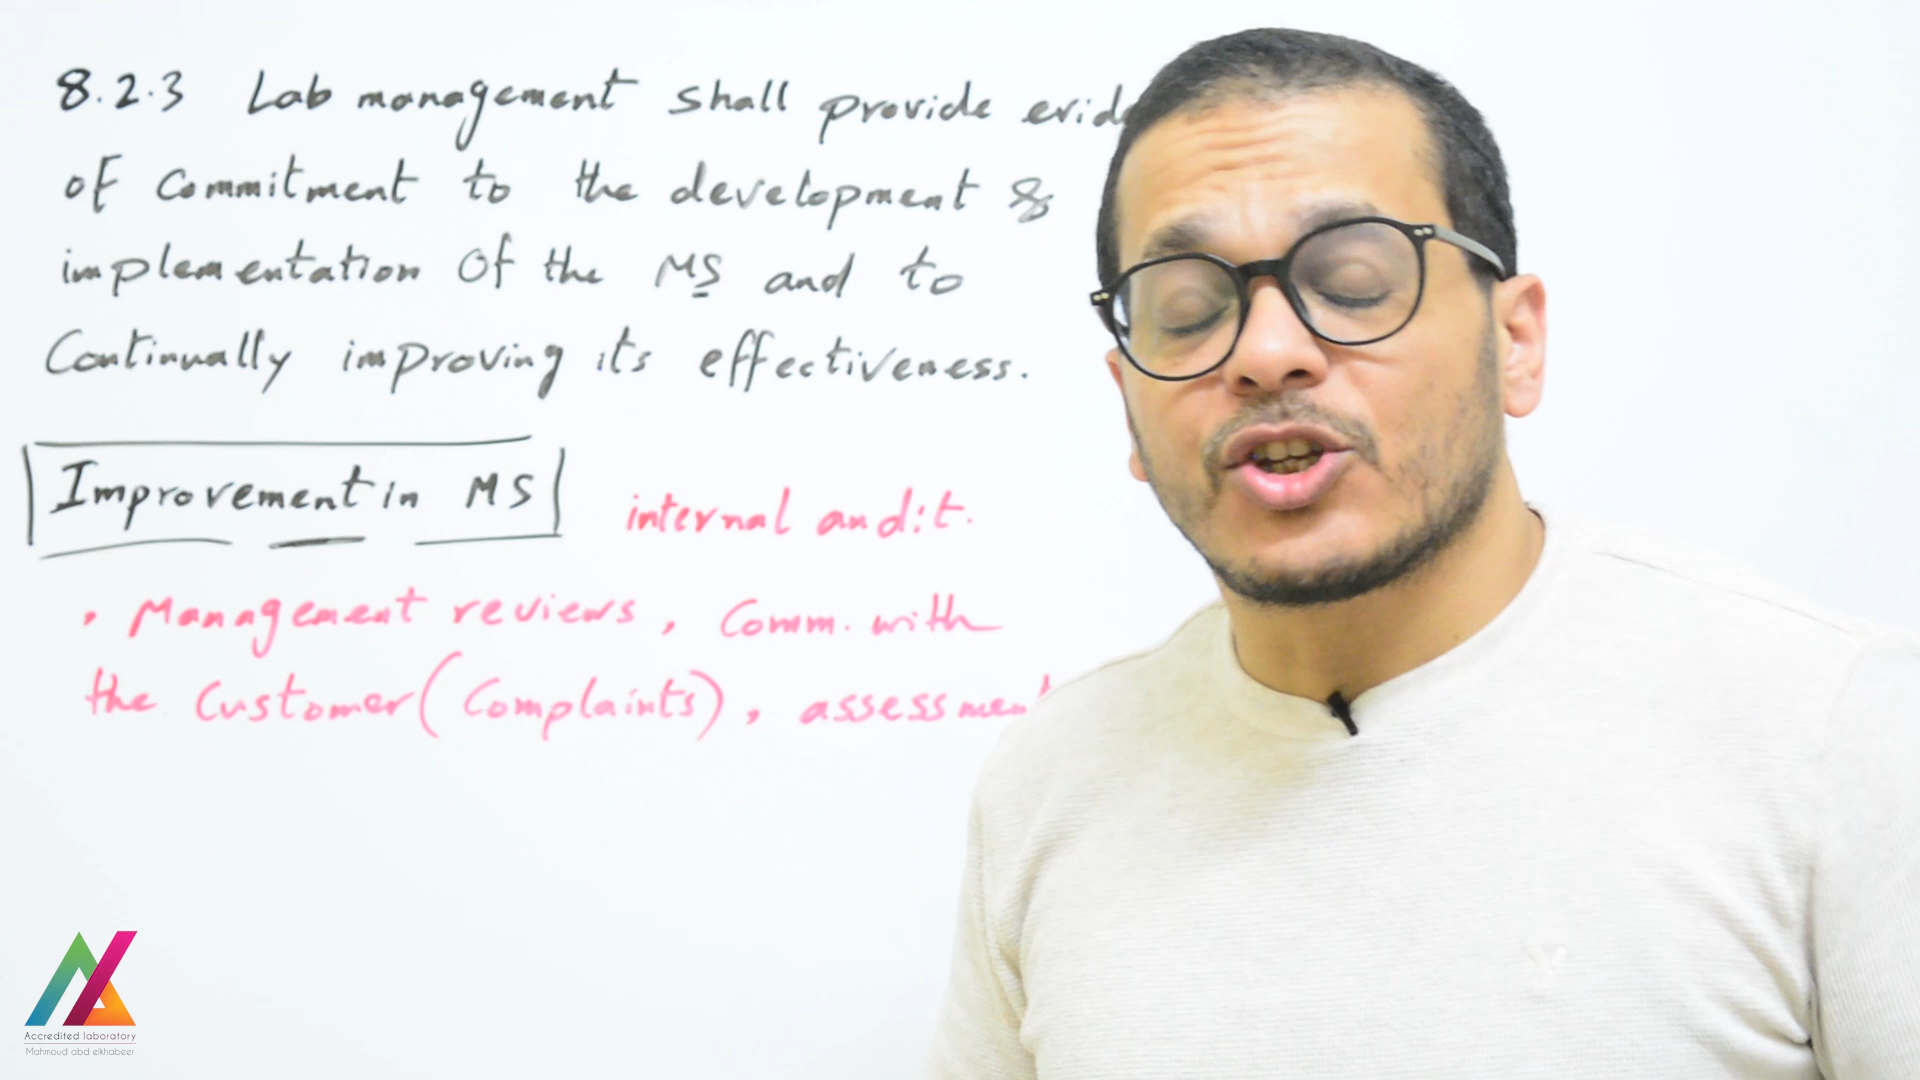 8.2.3 Lab management shall provide evid
of commitment to the development &
implementation of the MS and to
Continually improving its effectiveness.
Improvement in MS
internal audit.
• Management reviews, Comm. with
the Customer (Complaints), assessment
Accredited laboratory
Mahmoud abd elkhabeer